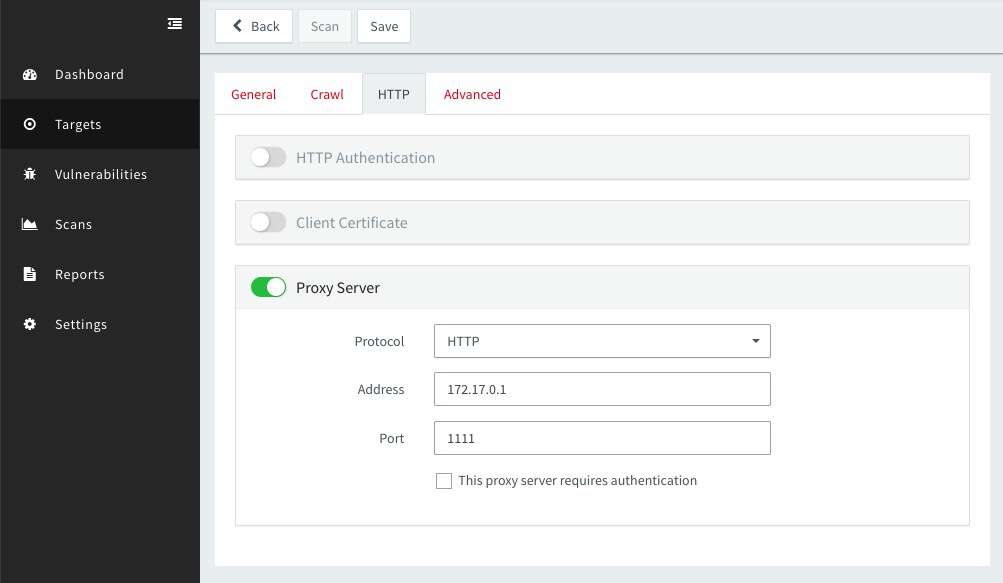 Back Scan Save
Dashboard
Targets
Vulnerabilities
Scans
Reports
Settings
General Crawl HTTP Advanced
HTTP Authentication
Client Certificate
Proxy Server
Protocol HTTP
Address 172.17.0.1
Port 1111
This proxy server requires authentication